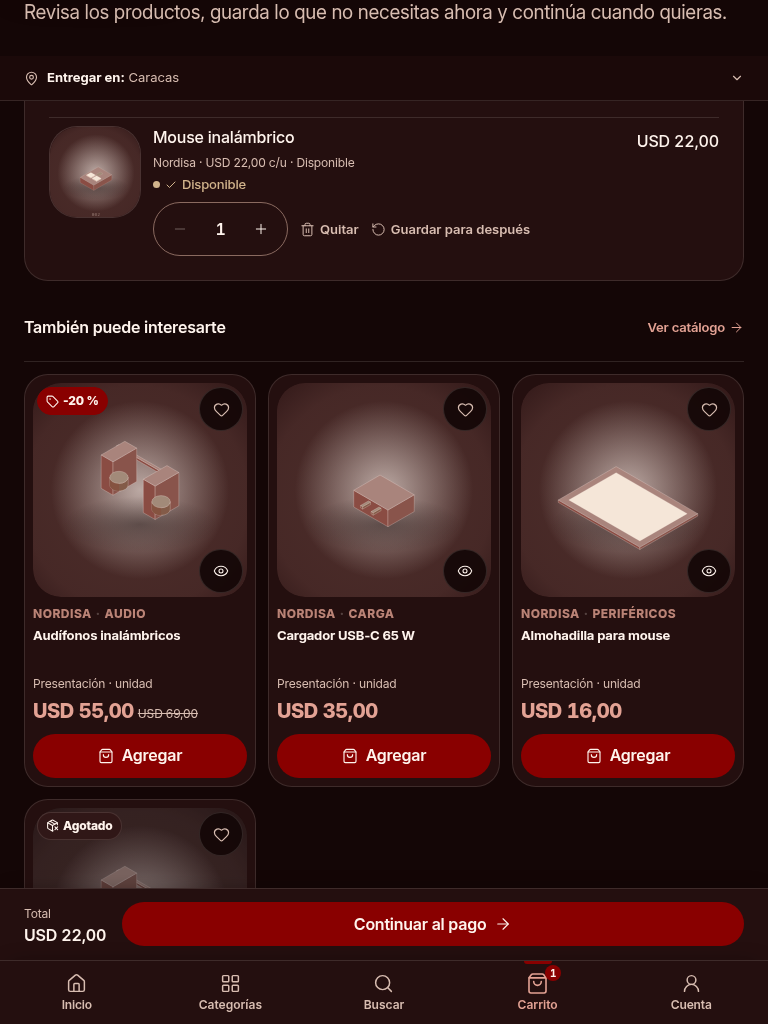 Revisa los productos, guarda lo que no necesitas ahora y continúa cuando quieras.
Entregar en: Caracas
Mouse inalámbrico
USD 22,00
Nordisa · USD 22,00 c/u · Disponible
Disponible
1
Quitar
Guardar para después
También puede interesarte
Ver catálogo
-20 %
NORDISA · AUDIO
Audífonos inalámbricos
Presentación · unidad
USD 55,00 USD 69,00
Agregar
NORDISA · CARGA
Cargador USB-C 65 W
Presentación · unidad
USD 35,00
Agregar
NORDISA · PERIFÉRICOS
Almohadilla para mouse
Presentación · unidad
USD 16,00
Agregar
Agotado
Total
USD 22,00
Continuar al pago
Inicio
Categorías
Buscar
1
Carrito
Cuenta